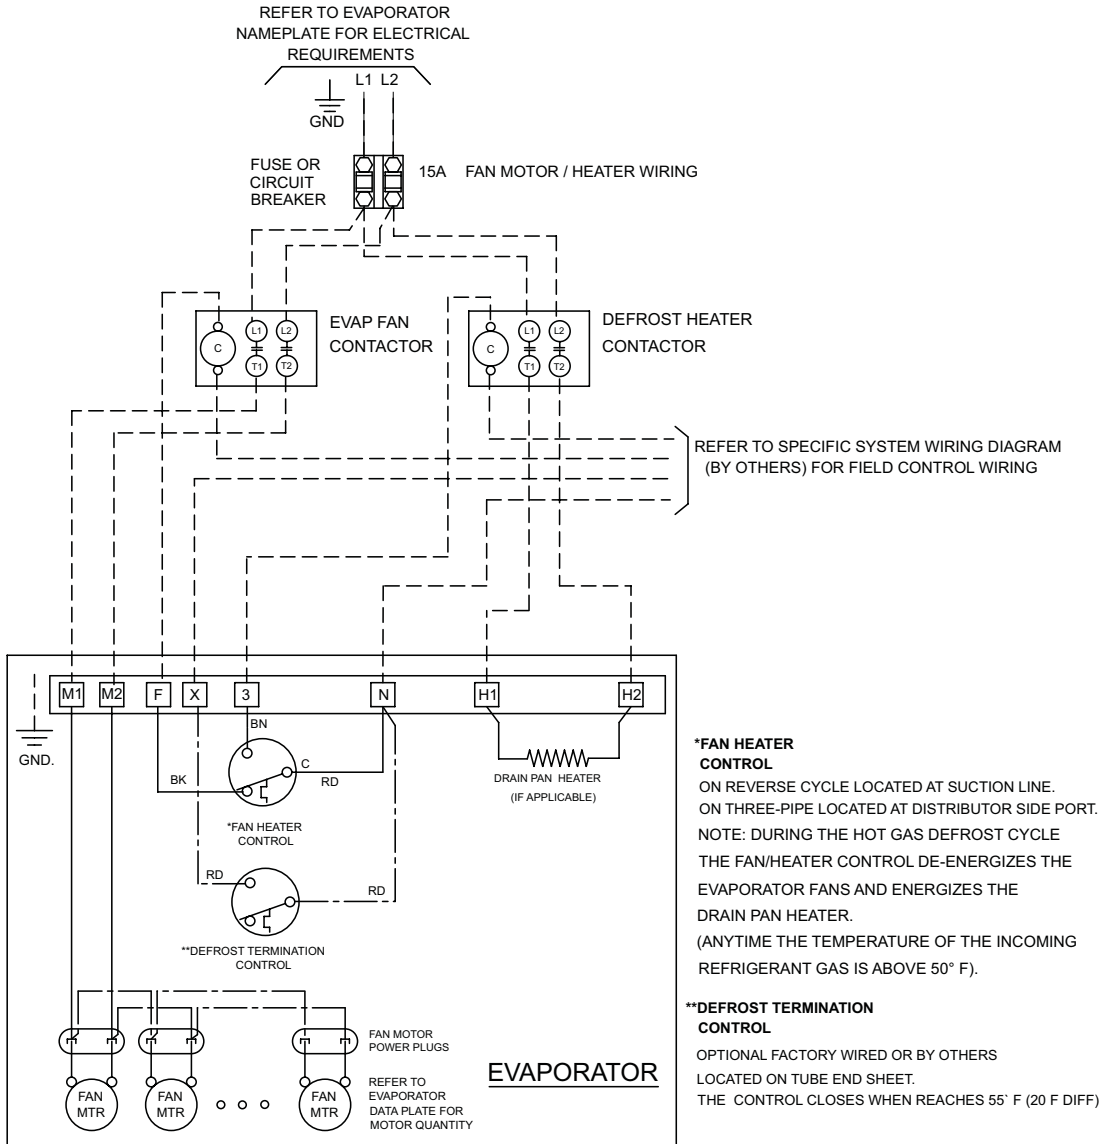 REFER TO EVAPORATOR
NAMEPLATE FOR ELECTRICAL
REQUIREMENTS
L1 L2
GND
FUSE OR
CIRCUIT
BREAKER
15A FAN MOTOR / HEATER WIRING
L1 L2
C
T1 T2
EVAP FAN
CONTACTOR
L1 L2
C
T1 T2
DEFROST HEATER
CONTACTOR
REFER TO SPECIFIC SYSTEM WIRING DIAGRAM
(BY OTHERS) FOR FIELD CONTROL WIRING
M1 M2 F X 3 N H1 H2
GND.
BN
C
BK
RD
*FAN HEATER
CONTROL
DRAIN PAN HEATER
(IF APPLICABLE)
RD
RD
**DEFROST TERMINATION
CONTROL
FAN MOTOR
POWER PLUGS
FAN
MTR
FAN
MTR
FAN
MTR
REFER TO
EVAPORATOR
DATA PLATE FOR
MOTOR QUANTITY
EVAPORATOR
*FAN HEATER
CONTROL
ON REVERSE CYCLE LOCATED AT SUCTION LINE.
ON THREE-PIPE LOCATED AT DISTRIBUTOR SIDE PORT.
NOTE: DURING THE HOT GAS DEFROST CYCLE
THE FAN/HEATER CONTROL DE-ENERGIZES THE
EVAPORATOR FANS AND ENERGIZES THE
DRAIN PAN HEATER.
(ANYTIME THE TEMPERATURE OF THE INCOMING
REFRIGERANT GAS IS ABOVE 50° F).
**DEFROST TERMINATION
CONTROL
OPTIONAL FACTORY WIRED OR BY OTHERS
LOCATED ON TUBE END SHEET.
THE CONTROL CLOSES WHEN REACHES 55` F (20 F DIFF)